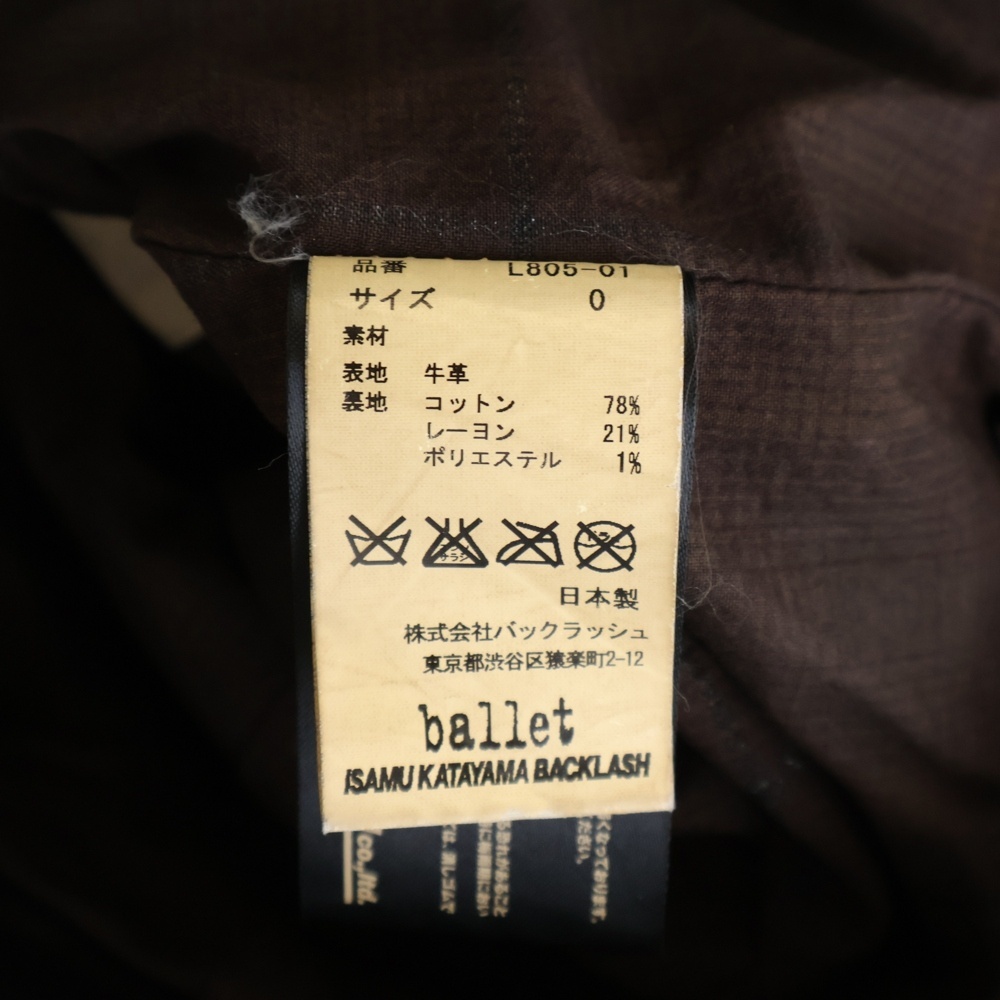 品番 L805-01
サイズ 0
素材
表地 牛革
裏地 コットン 78%
レーヨン 21%
ポリエステル 1%
日本製
株式会社バックラッシュ
東京都渋谷区猿楽町2-12
ballet
ISAMU KATAYAMA BACKLASH
co.,ltd.